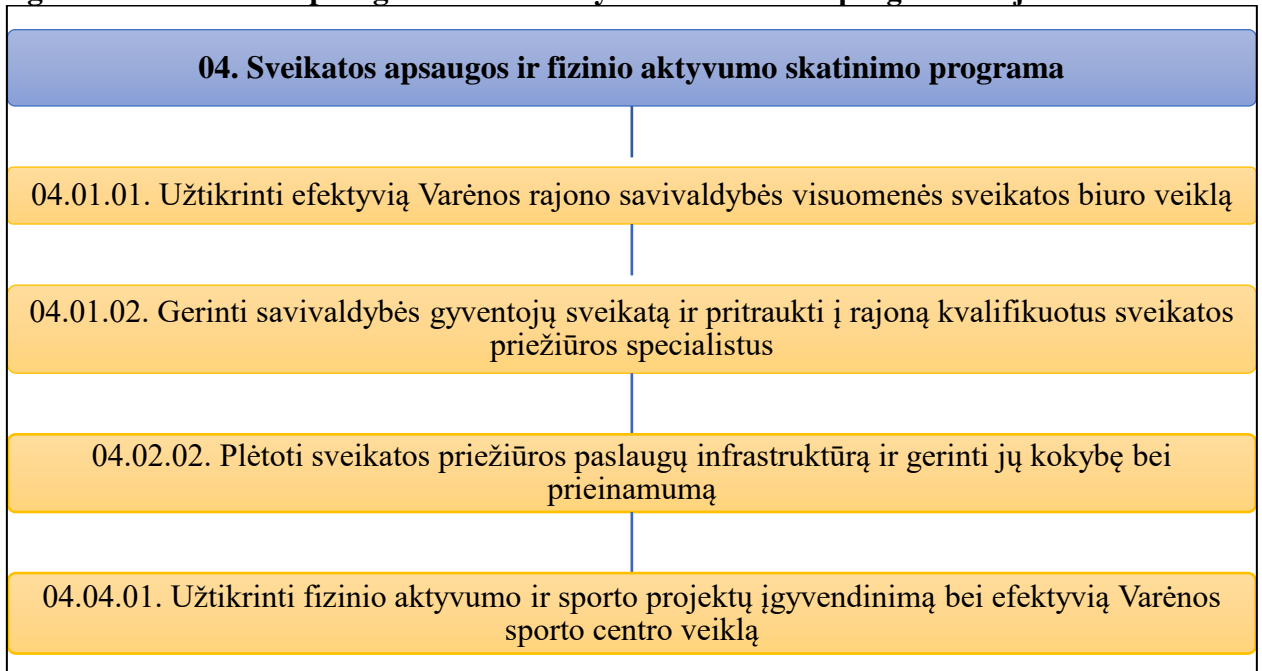 04. Sveikatos apsaugos ir fizinio aktyvumo skatinimo programa
04.01.01. Užtikrinti efektyvią Varėnos rajono savivaldybės visuomenės sveikatos biuro veiklą
04.01.02. Gerinti savivaldybės gyventojų sveikatą ir pritraukti į rajoną kvalifikuotus sveikatos
priežiūros specialistus
04.02.02. Plėtoti sveikatos priežiūros paslaugų infrastruktūrą ir gerinti jų kokybę bei
prieinamumą
04.04.01. Užtikrinti fizinio aktyvumo ir sporto projektų įgyvendinimą bei efektyvią Varėnos
sporto centro veiklą